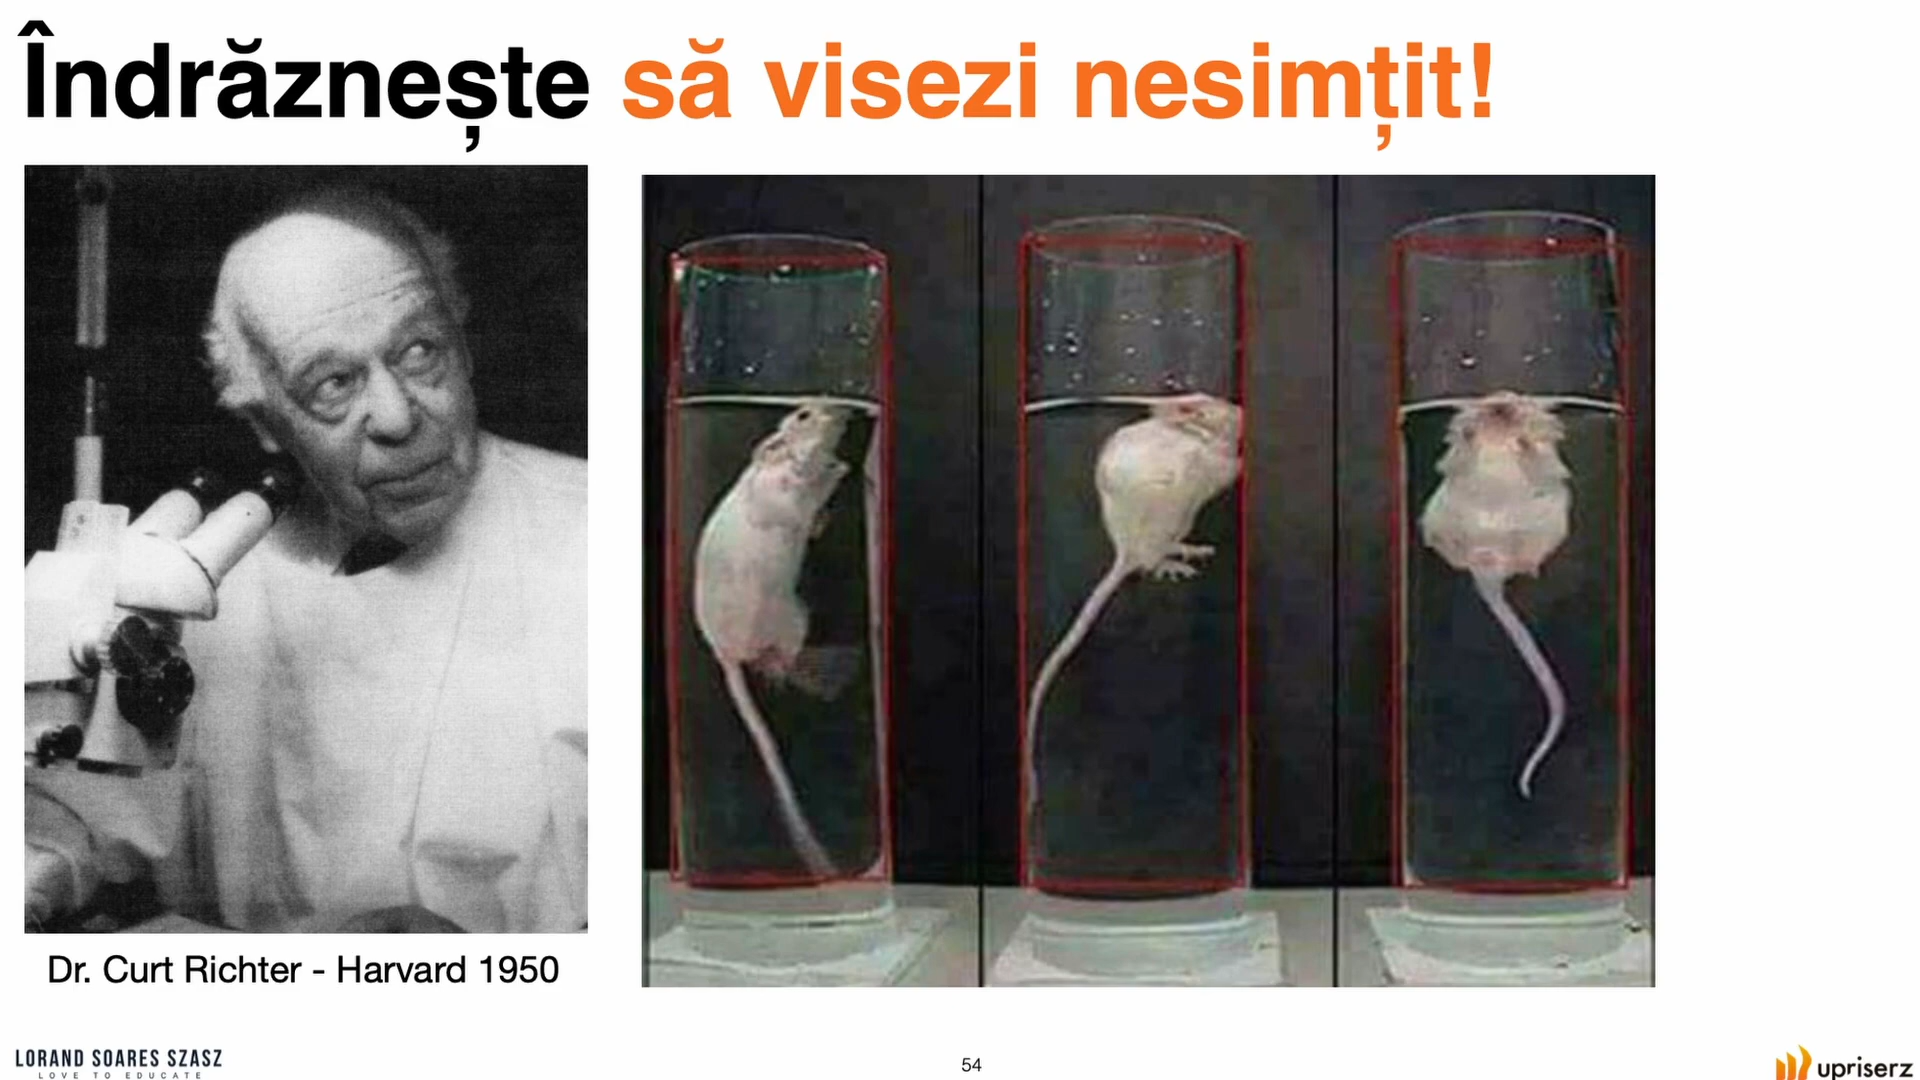 Îndrăznește să visezi nesimțit!
Dr. Curt Richter - Harvard 1950
LORAND SOARES SZASZ
LOVE TO EDUCATE
54
upriserz